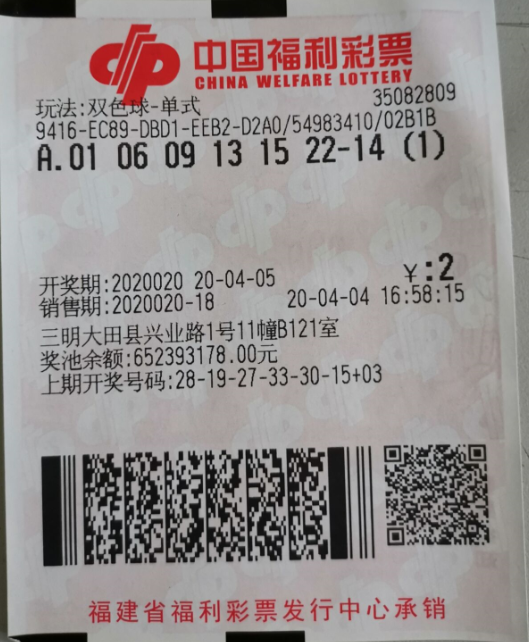 中国福利彩票
CHINA WELFARE LOTTERY
玩法:双色球-单式 35082809
9416-EC89-DBD1-EEB2-D2A0/54983410/02B1B
A.01 06 09 13 15 22-14 (1)
开奖期:2020020 20-04-05 ¥:2
销售期:2020020-18 20-04-04 16:58:15
三明大田县兴业路1号11幢B121室
奖池余额:652393178.00元
上期开奖号码:28-19-27-33-30-15+03
福建省福利彩票发行中心承销